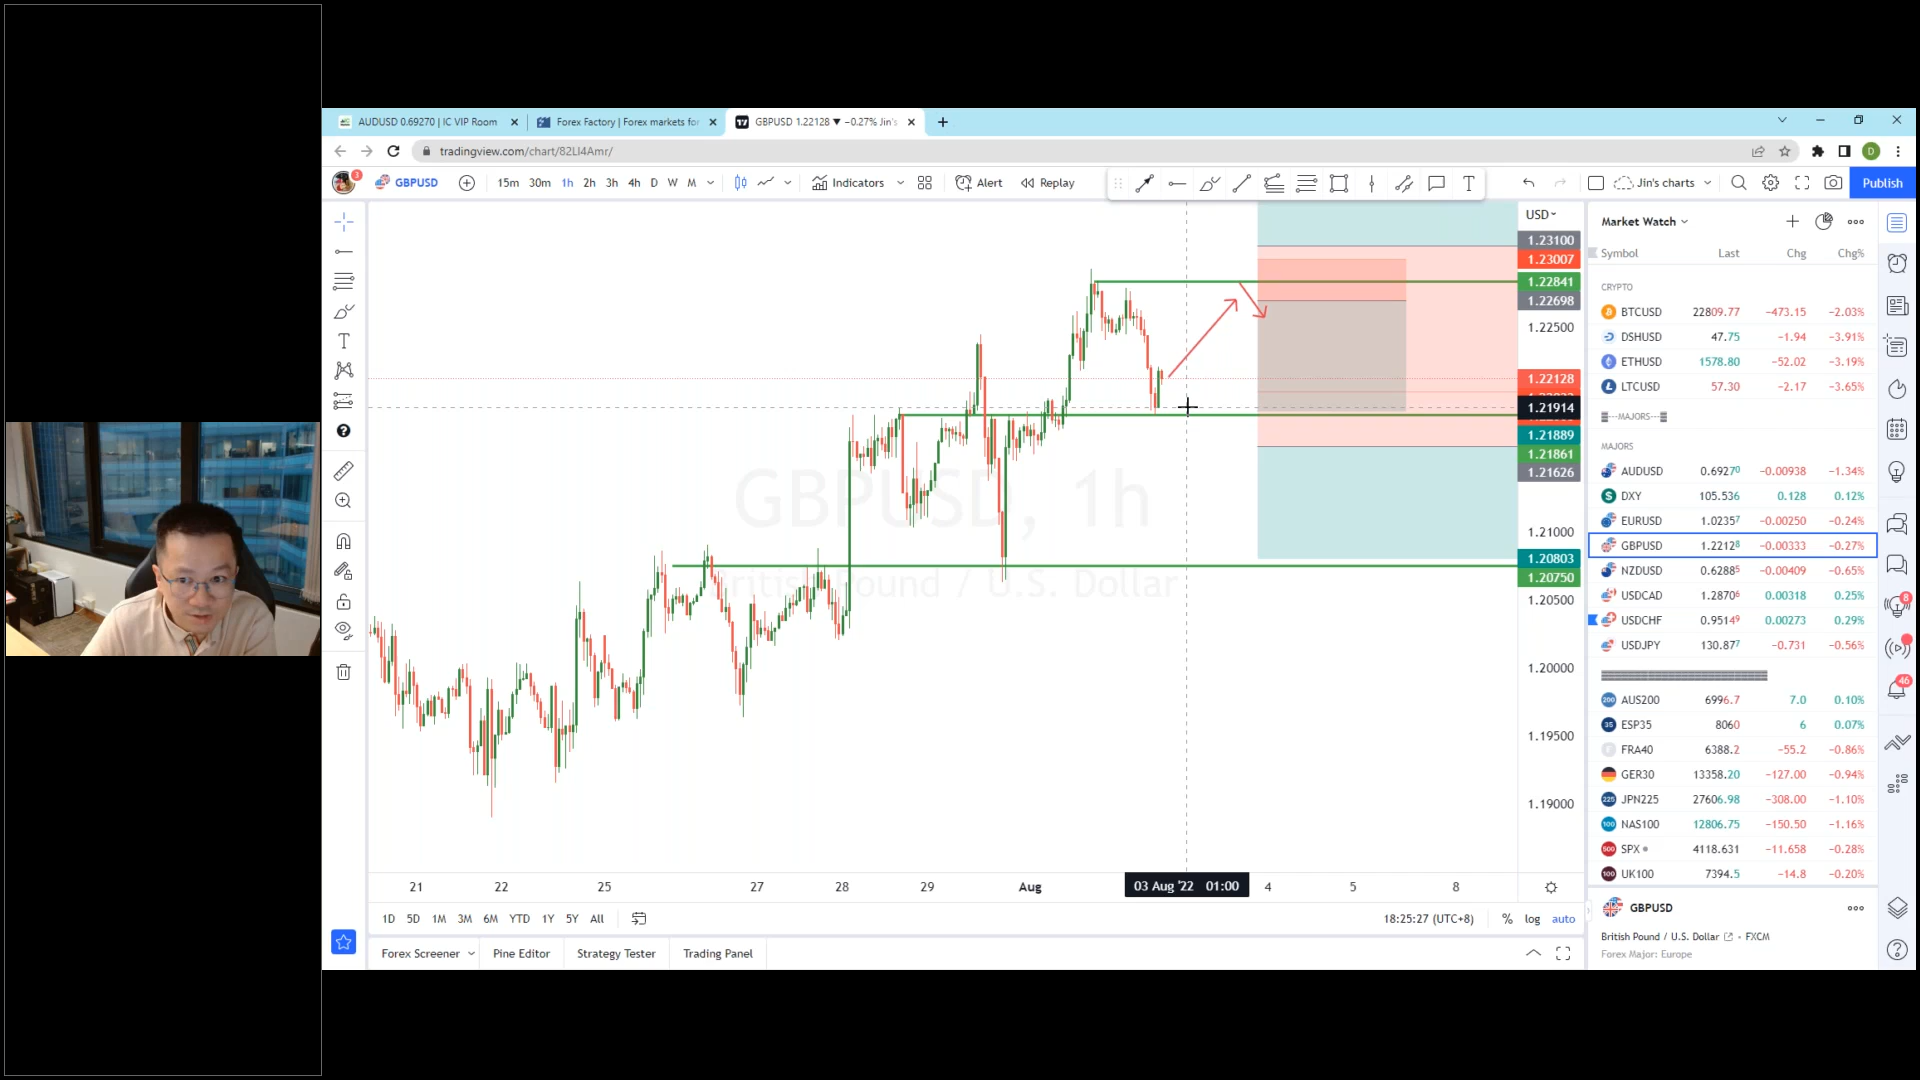 AUDUSD 0.69270 | IC VIP Room
Forex Factory | Forex markets for
GBPUSD 1.22128 ▼ −0.27% Jin's
tradingview.com/chart/82LI4Amr/
3
GBPUSD
15m 30m 1h 2h 3h 4h D W M
Indicators
Alert
Replay
Jin's charts
Publish
D
USD
1.23100
1.23007
1.22841
1.22698
1.22500
1.22128
1.21914
1.21889
1.21861
1.21626
1.21000
1.20803
1.20750
1.20500
1.20000
1.19500
1.19000
GBPUSD, 1h
British Pound / U.S. Dollar
21 22 25 27 28 29 Aug 03 Aug '22 01:00 4 5 8
1D 5D 1M 3M 6M YTD 1Y 5Y All
18:25:27 (UTC+8) % log auto
Forex Screener Pine Editor Strategy Tester Trading Panel
Market Watch
Symbol Last Chg Chg%
CRYPTO
BTCUSD 22809.77 −473.15 −2.03%
DSHUSD 47.75 −1.94 −3.91%
ETHUSD 1578.80 −52.02 −3.19%
LTCUSD 57.30 −2.17 −3.65%
---MAJORS---
MAJORS
AUDUSD 0.69270 −0.00938 −1.34%
DXY 105.536 0.128 0.12%
EURUSD 1.02357 −0.00250 −0.24%
GBPUSD 1.22128 −0.00333 −0.27%
NZDUSD 0.62885 −0.00409 −0.65%
USDCAD 1.28706 0.00318 0.25%
USDCHF 0.95149 0.00273 0.29%
USDJPY 130.877 −0.731 −0.56%
AUS200 6996.7 7.0 0.10%
ESP35 8060 6 0.07%
FRA40 6388.2 −55.2 −0.86%
GER30 13358.20 −127.00 −0.94%
JPN225 27606.98 −308.00 −1.10%
NAS100 12806.75 −150.50 −1.16%
SPX 4118.631 −11.658 −0.28%
UK100 7394.5 −14.8 −0.20%
GBPUSD
British Pound / U.S. Dollar • FXCM
Forex Major: Europe
8
46